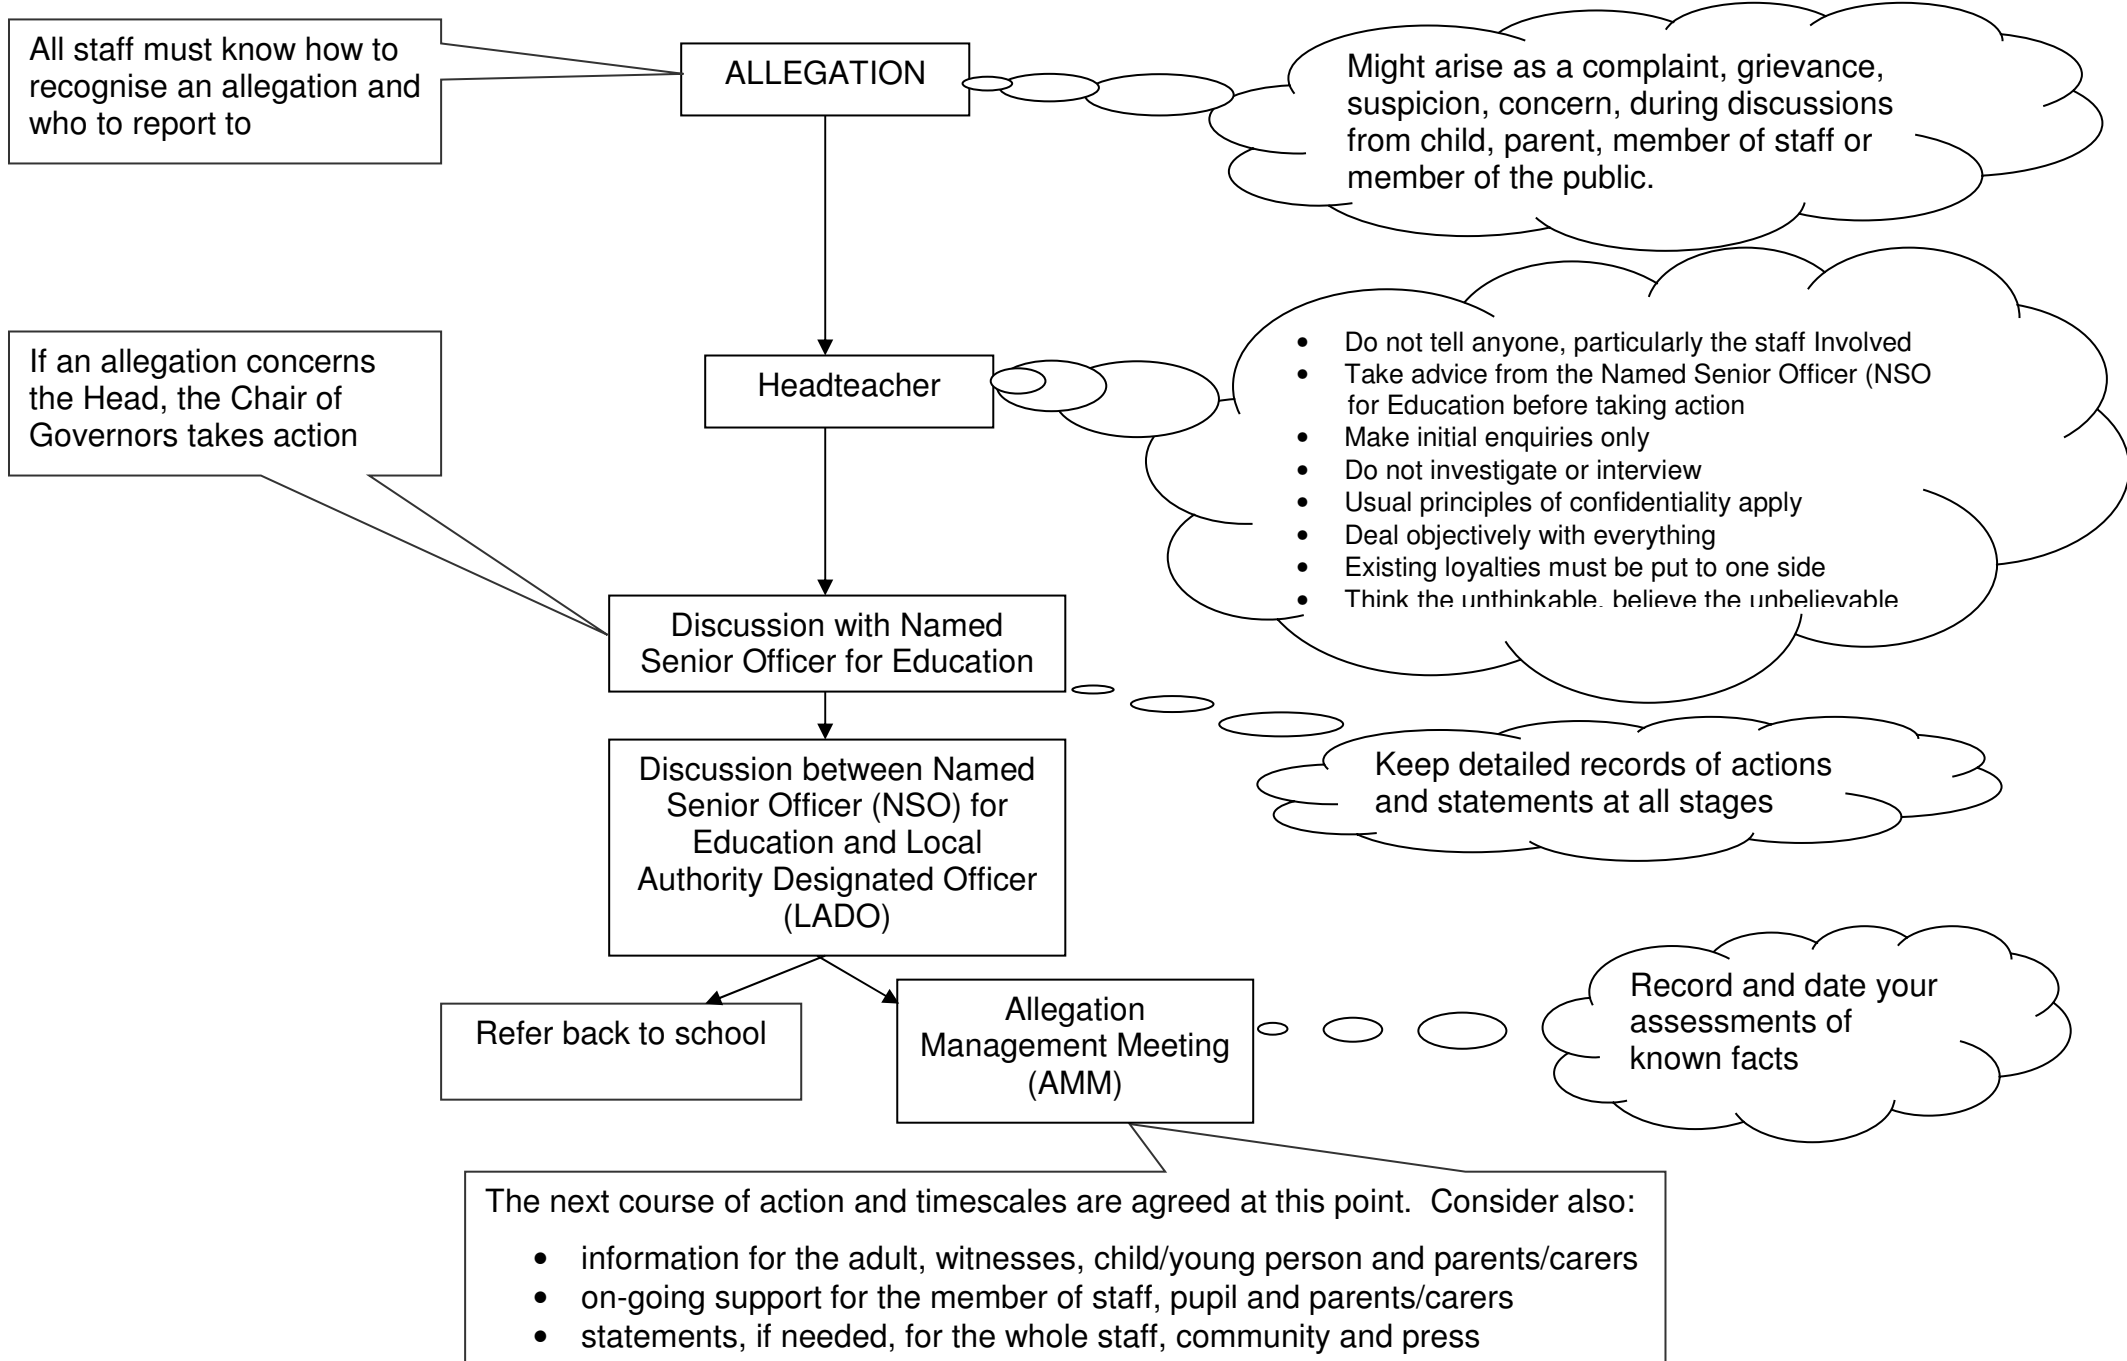 All staff must know how to
recognise an allegation and
who to report to
ALLEGATION
Might arise as a complaint, grievance,
suspicion, concern, during discussions
from child, parent, member of staff or
member of the public.
If an allegation concerns
the Head, the Chair of
Governors takes action
Headteacher
• Do not tell anyone, particularly the staff Involved
• Take advice from the Named Senior Officer (NSO
for Education before taking action
• Make initial enquiries only
• Do not investigate or interview
• Usual principles of confidentiality apply
• Deal objectively with everything
• Existing loyalties must be put to one side
• Think the unthinkable, believe the unbelievable
Discussion with Named
Senior Officer for Education
Keep detailed records of actions
and statements at all stages
Discussion between Named
Senior Officer (NSO) for
Education and Local
Authority Designated Officer
(LADO)
Refer back to school
Allegation
Management Meeting
(AMM)
Record and date your
assessments of
known facts
The next course of action and timescales are agreed at this point.  Consider also:
• information for the adult, witnesses, child/young person and parents/carers
• on-going support for the member of staff, pupil and parents/carers
• statements, if needed, for the whole staff, community and press